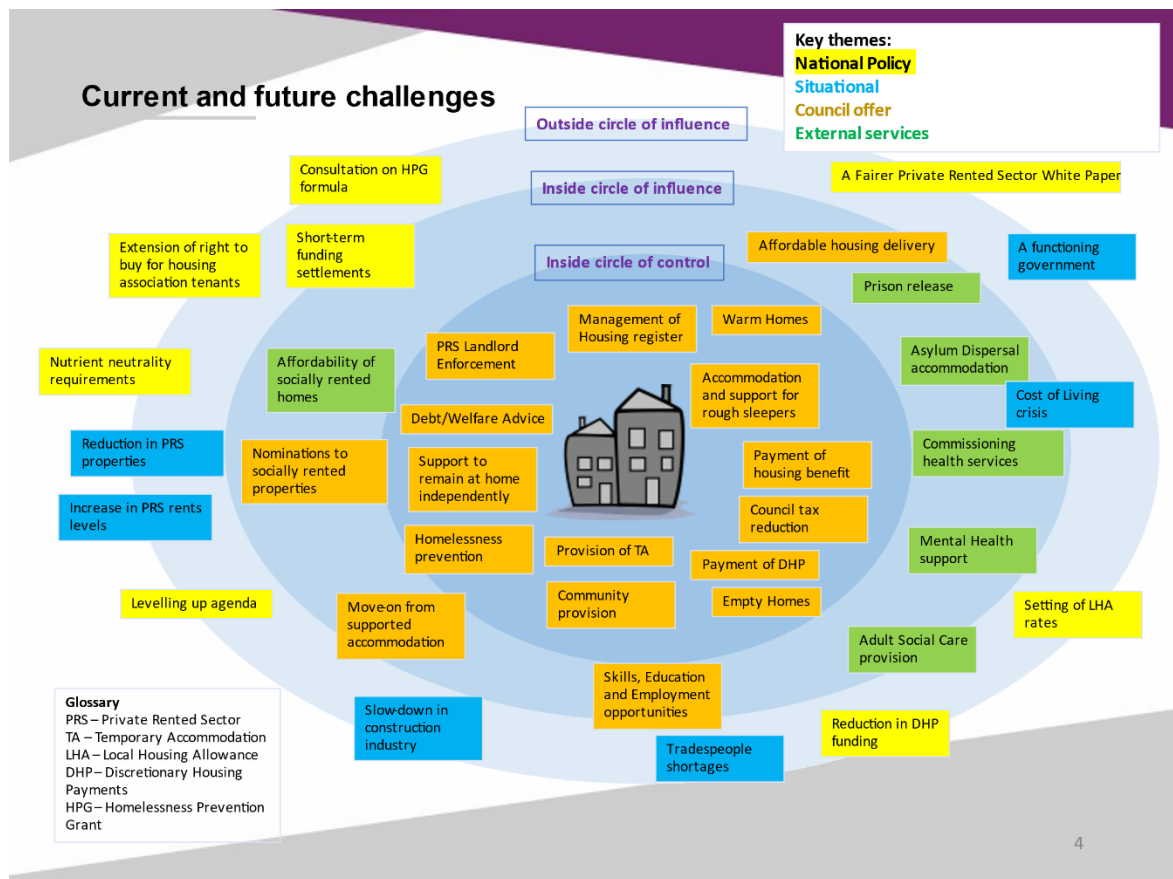 Current and future challenges
Key themes:
National Policy
Situational
Council offer
External services
Outside circle of influence
Inside circle of influence
Inside circle of control
Consultation on HPG
formula
A Fairer Private Rented Sector White Paper
Extension of right to
buy for housing
association tenants
Short-term
funding
settlements
Affordable housing delivery
A functioning
government
Prison release
Nutrient neutrality
requirements
Affordability of
socially rented
homes
PRS Landlord
Enforcement
Management of
Housing register
Warm Homes
Asylum Dispersal
accommodation
Accommodation
and support for
rough sleepers
Cost of Living
crisis
Debt/Welfare Advice
Reduction in PRS
properties
Nominations to
socially rented
properties
Support to
remain at home
independently
Payment of
housing benefit
Commissioning
health services
Increase in PRS rents
levels
Council tax
reduction
Homelessness
prevention
Provision of TA
Payment of DHP
Mental Health
support
Levelling up agenda
Move-on from
supported
accommodation
Community
provision
Empty Homes
Setting of LHA
rates
Adult Social Care
provision
Skills, Education
and Employment
opportunities
Slow-down in
construction
industry
Tradespeople
shortages
Reduction in DHP
funding
Glossary
PRS – Private Rented Sector
TA – Temporary Accommodation
LHA – Local Housing Allowance
DHP – Discretionary Housing
Payments
HPG – Homelessness Prevention
Grant
4